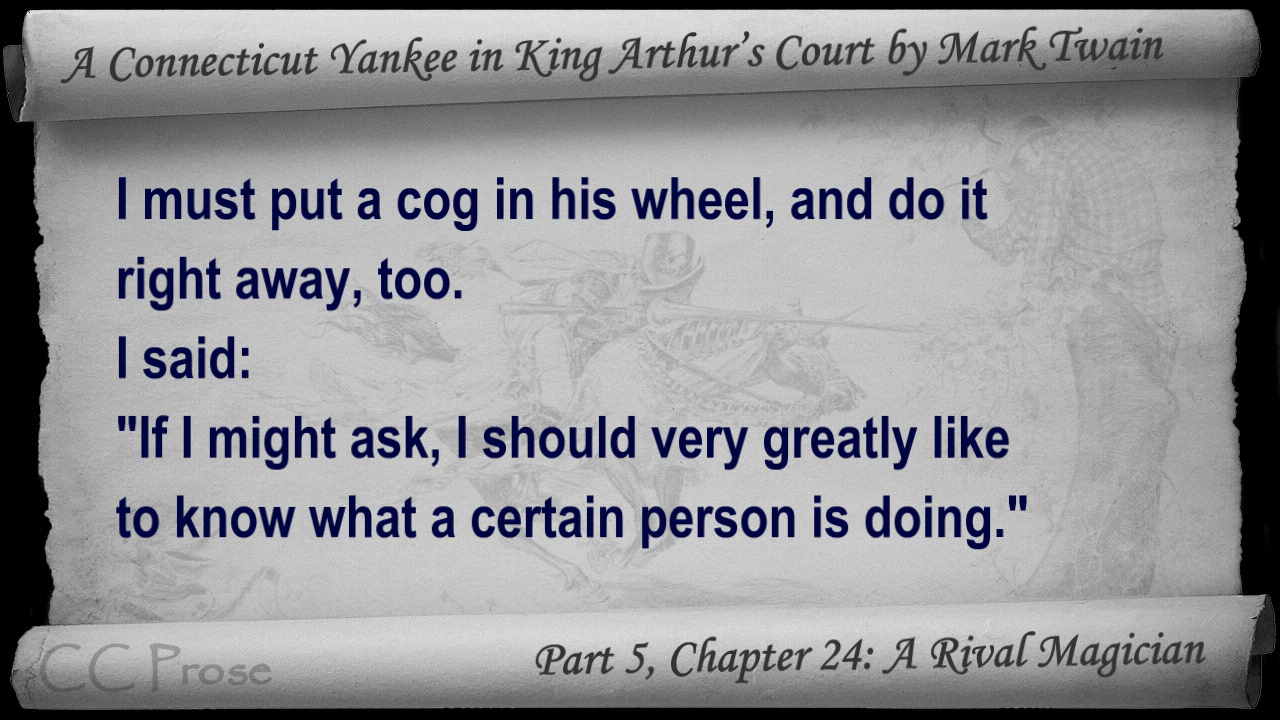 A Connecticut Yankee in King Arthur's Court by Mark Twain
I must put a cog in his wheel, and do it
right away, too.
I said:
"If I might ask, I should very greatly like
to know what a certain person is doing."
CC Prose
Part 5, Chapter 24: A Rival Magician